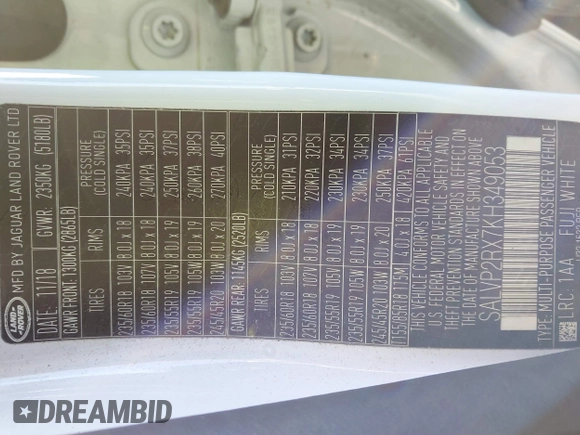 LAND ROVER
MFD BY JAGUAR LAND ROVER LTD
DATE: 11/18 GVWR: 2350KG (5180LB)
GAWR FRONT 1300KG (2865LB)
TIRES RIMS PRESSURE (COLD SINGLE)
235/60R18 103V 8.0J x 18 240KPA 35PSI
235/60R18 107V 8.0J x 18 240KPA 35PSI
235/55R19 105V 8.0J x 19 250KPA 37PSI
235/55R19 105W 8.0J x 19 260KPA 38PSI
245/45R20 103W 8.0J x 20 270KPA 40PSI
GAWR REAR 1145KG (2520LB)
TIRES RIMS PRESSURE (COLD SINGLE)
235/60R18 103V 8.0J x 18 210KPA 31PSI
235/60R18 107V 8.0J x 18 220KPA 32PSI
235/55R19 105V 8.0J x 19 230KPA 34PSI
235/55R19 105W 8.0J x 19 230KPA 34PSI
245/45R20 103W 8.0J x 20 250KPA 37PSI
T155/85R18 115M 4.0J x 18 420KPA 61PSI
THIS VEHICLE CONFORMS TO ALL APPLICABLE
U.S FEDERAL MOTOR VEHICLE SAFETY AND
THEFT PREVENTION STANDARDS IN EFFECT ON
THE DATE OF MANUFACTURE SHOWN ABOVE
SALVP2RX7KH349053
TYPE: MULTI-PURPOSE PASSENGER VEHICLE
LRC 1AA FUJI WHITE
DREAMBID